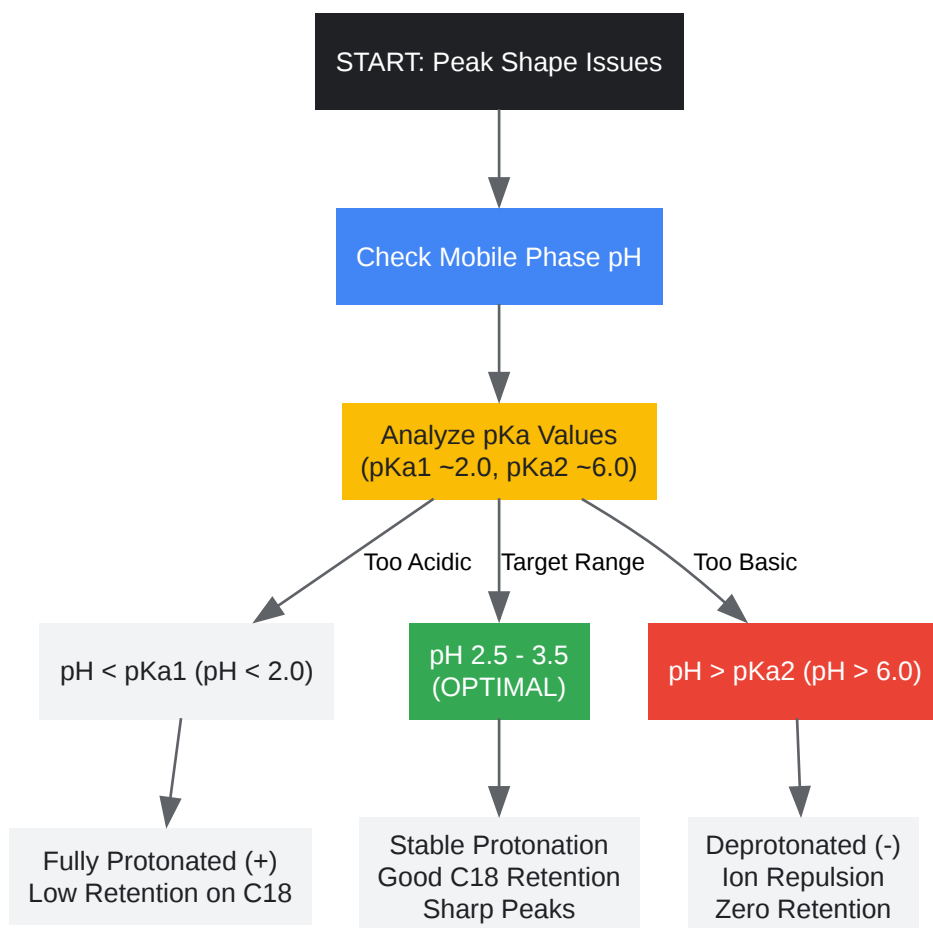 START: Peak Shape Issues
Check Mobile Phase pH
Analyze pKa Values
(pKa1 ~2.0, pKa2 ~6.0)
Too Acidic
Target Range
Too Basic
pH < pKa1 (pH < 2.0)
pH 2.5 - 3.5
(OPTIMAL)
pH > pKa2 (pH > 6.0)
Fully Protonated (+)
Low Retention on C18
Stable Protonation
Good C18 Retention
Sharp Peaks
Deprotonated (-)
Ion Repulsion
Zero Retention